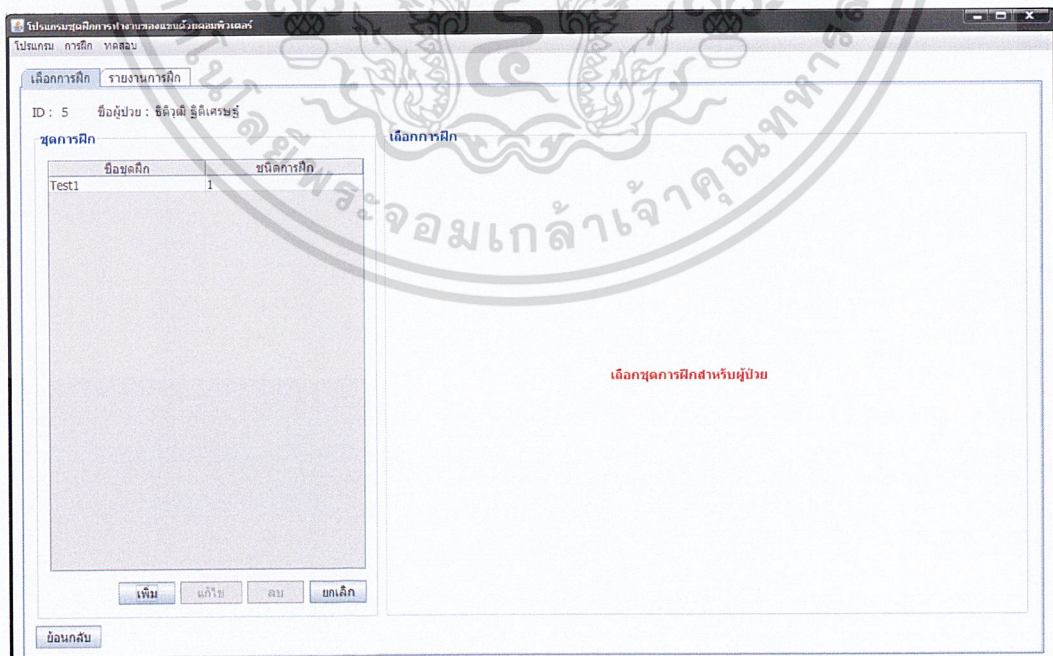 โปรแกรมชุดฝึกการทำงานของแขนด้วยคอมพิวเตอร์
โปรแกรม การฝึก ทดสอบ
เลือกการฝึก รายงานการฝึก
ID : 5 ชื่อผู้ป่วย : ธิติวุฒิ ฐิติเศรษฐ์
ชุดการฝึก
เลือกการฝึก
ชื่อชุดฝึก ชนิดการฝึก
Test1 1
พระจอมเกล้าเจ้าคุณทหาร
เลือกชุดการฝึกสำหรับผู้ป่วย
เพิ่ม แก้ไข ลบ ยกเลิก
ย้อนกลับ